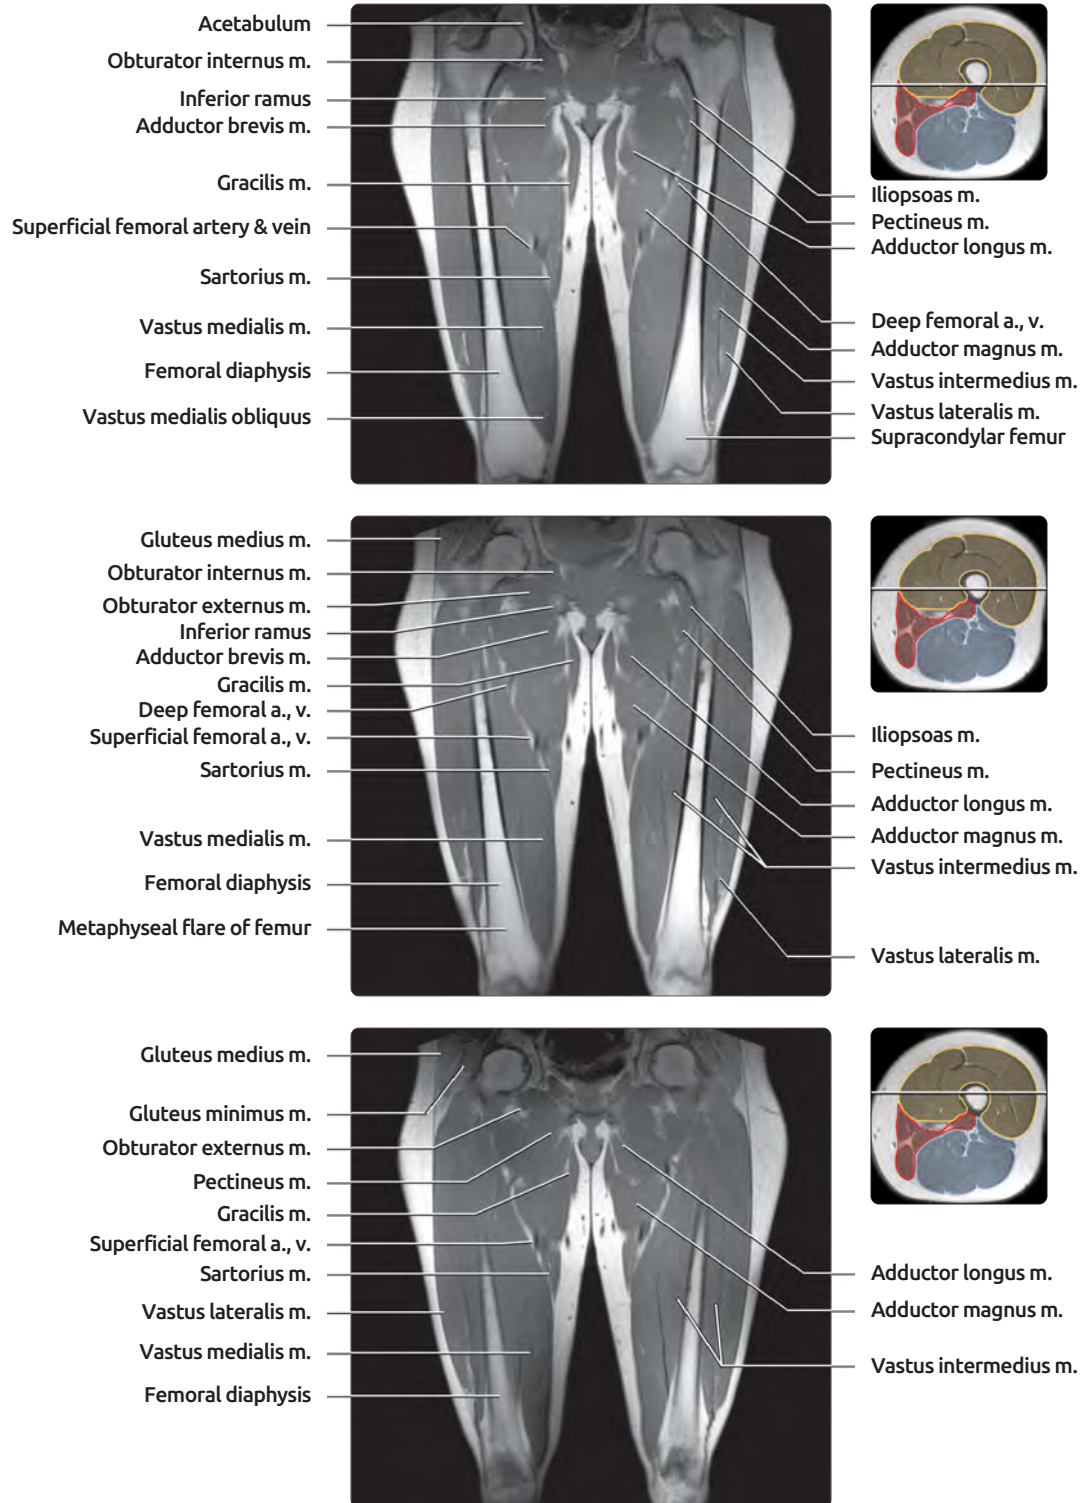 Acetabulum
Obturator internus m.
Inferior ramus
Adductor brevis m.
Gracilis m.
Superficial femoral artery & vein
Sartorius m.
Vastus medialis m.
Femoral diaphysis
Vastus medialis obliquus
Iliopsoas m.
Pectineus m.
Adductor longus m.
Deep femoral a., v.
Adductor magnus m.
Vastus intermedius m.
Vastus lateralis m.
Supracondylar femur
Gluteus medius m.
Obturator internus m.
Obturator externus m.
Inferior ramus
Adductor brevis m.
Gracilis m.
Deep femoral a., v.
Superficial femoral a., v.
Sartorius m.
Vastus medialis m.
Femoral diaphysis
Metaphyseal flare of femur
Iliopsoas m.
Pectineus m.
Adductor longus m.
Adductor magnus m.
Vastus intermedius m.
Vastus lateralis m.
Gluteus medius m.
Gluteus minimus m.
Obturator externus m.
Pectineus m.
Gracilis m.
Superficial femoral a., v.
Sartorius m.
Vastus lateralis m.
Vastus medialis m.
Femoral diaphysis
Adductor longus m.
Adductor magnus m.
Vastus intermedius m.